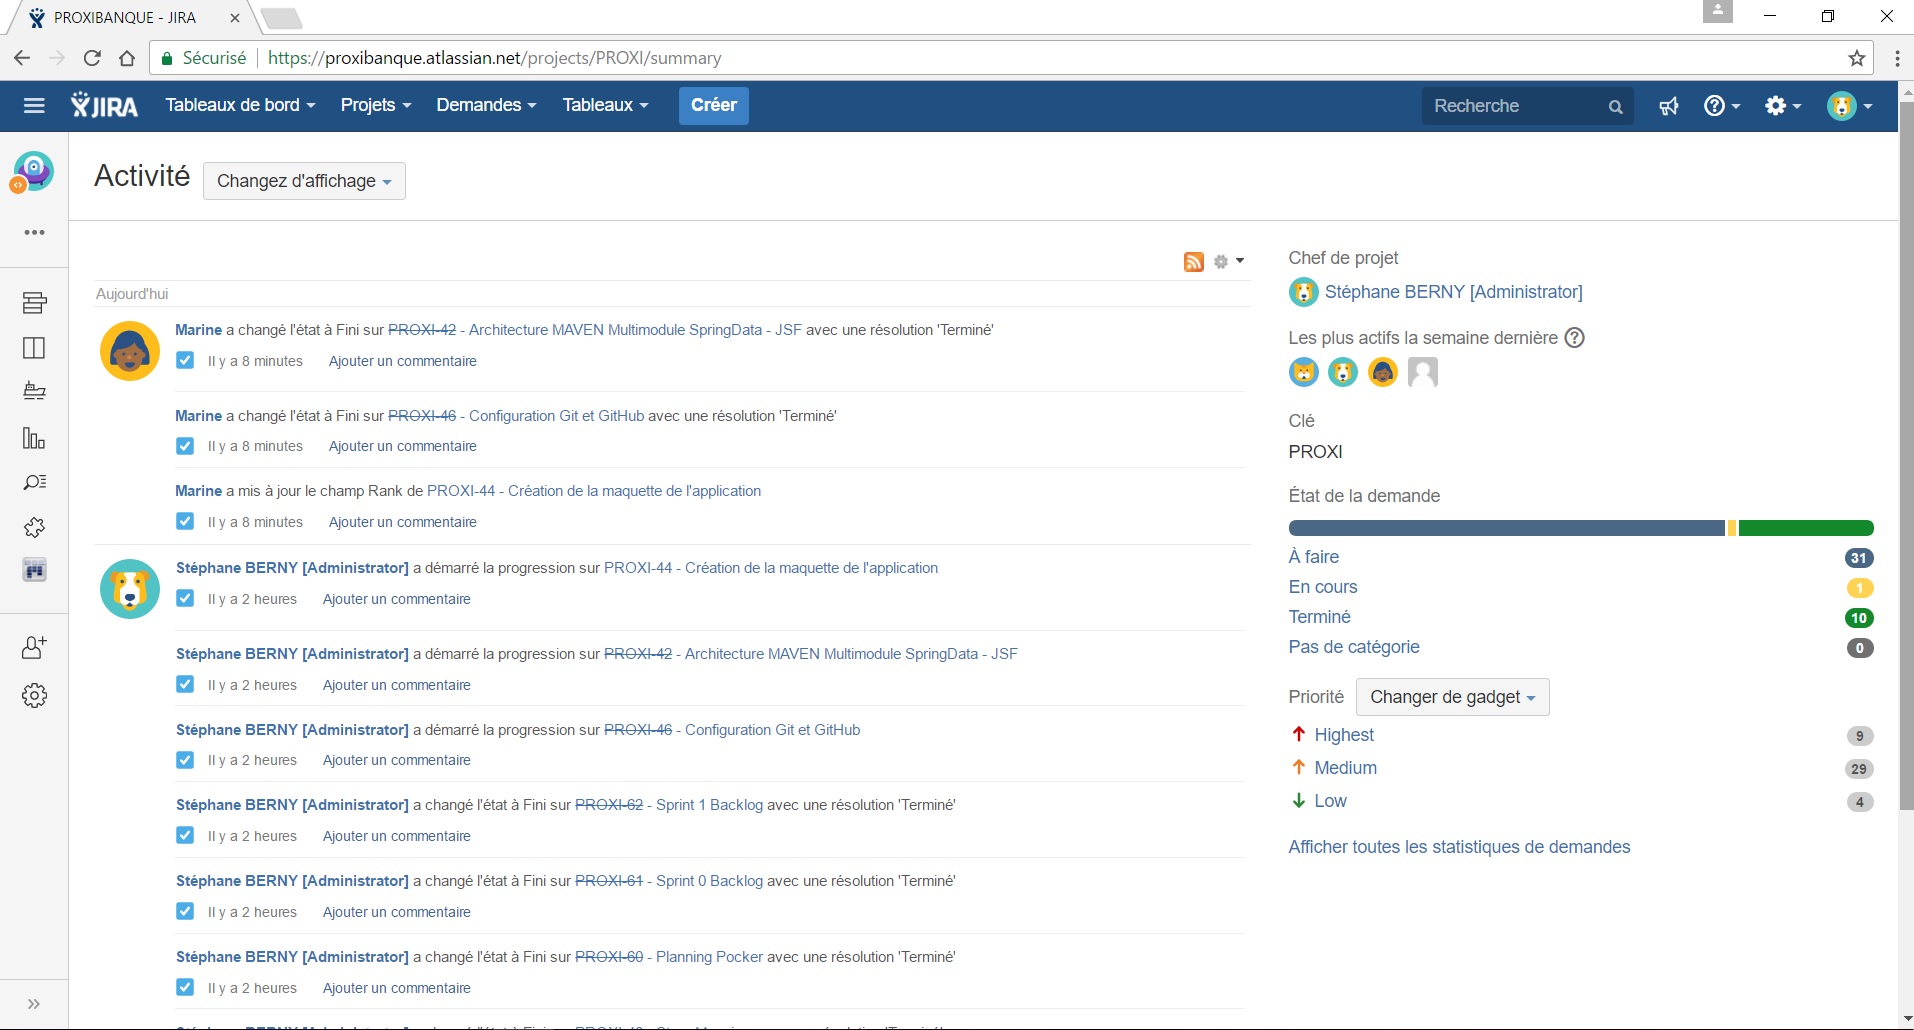 PROXIBANQUE - JIRA
Sécurisé https://proxibanque.atlassian.net/projects/PROXI/summary
JIRA Tableaux de bord Projets Demandes Tableaux Créer Recherche
Activité Changez d'affichage
Aujourd'hui
Marine a changé l'état à Fini sur PROXI-42 - Architecture MAVEN Multimodule SpringData - JSF avec une résolution 'Terminé'
Il y a 8 minutes Ajouter un commentaire
Marine a changé l'état à Fini sur PROXI-46 - Configuration Git et GitHub avec une résolution 'Terminé'
Il y a 8 minutes Ajouter un commentaire
Marine a mis à jour le champ Rank de PROXI-44 - Création de la maquette de l'application
Il y a 8 minutes Ajouter un commentaire
Stéphane BERNY [Administrator] a démarré la progression sur PROXI-44 - Création de la maquette de l'application
Il y a 2 heures Ajouter un commentaire
Stéphane BERNY [Administrator] a démarré la progression sur PROXI-42 - Architecture MAVEN Multimodule SpringData - JSF
Il y a 2 heures Ajouter un commentaire
Stéphane BERNY [Administrator] a démarré la progression sur PROXI-46 - Configuration Git et GitHub
Il y a 2 heures Ajouter un commentaire
Stéphane BERNY [Administrator] a changé l'état à Fini sur PROXI-62 - Sprint 1 Backlog avec une résolution 'Terminé'
Il y a 2 heures Ajouter un commentaire
Stéphane BERNY [Administrator] a changé l'état à Fini sur PROXI-61 - Sprint 0 Backlog avec une résolution 'Terminé'
Il y a 2 heures Ajouter un commentaire
Stéphane BERNY [Administrator] a changé l'état à Fini sur PROXI-60 - Planning Pocker avec une résolution 'Terminé'
Il y a 2 heures Ajouter un commentaire
Chef de projet
Stéphane BERNY [Administrator]
Les plus actifs la semaine dernière
Clé
PROXI
État de la demande
À faire 31
En cours 1
Terminé 10
Pas de catégorie 0
Priorité Changer de gadget
Highest 9
Medium 29
Low 4
Afficher toutes les statistiques de demandes